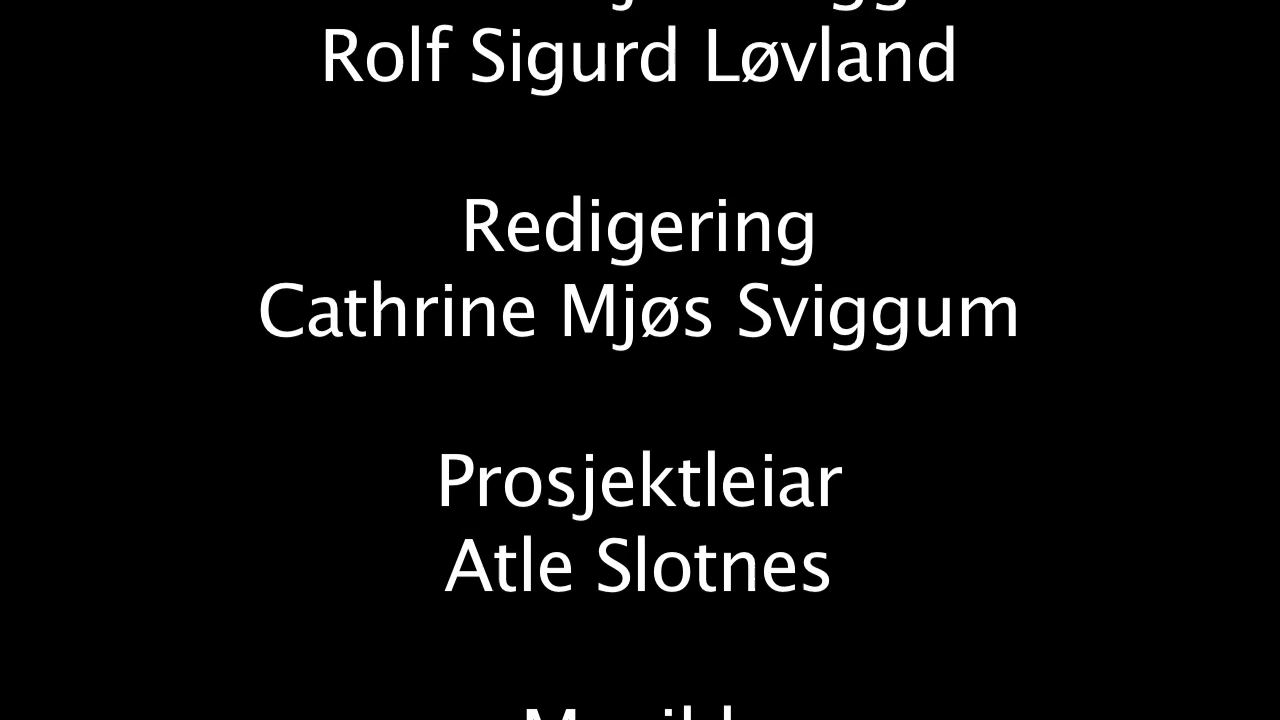 Rolf Sigurd Løvland
Redigering
Cathrine Mjøs Sviggum
Prosjektleiar
Atle Slotnes